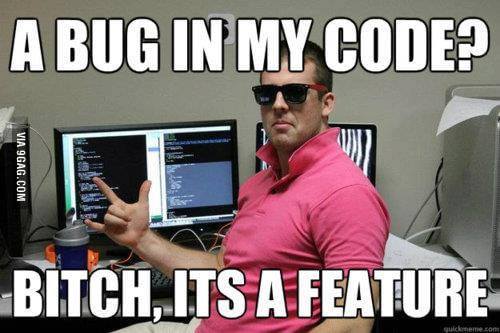 A BUG IN MY CODE?
VIA 9GAG.COM
BITCH, ITS A FEATURE
quickmeme.com